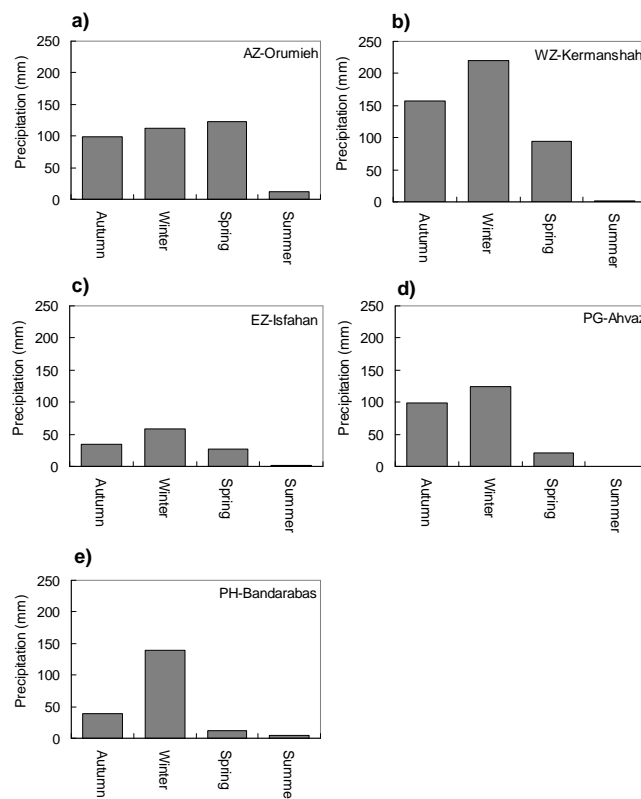 a)
AZ-Orumieh
Precipitation (mm)
250
200
150
100
50
0
Autumn
Winter
Spring
Summer
b)
WZ-Kermanshah
Precipitation (mm)
250
200
150
100
50
0
Autumn
Winter
Spring
Summer
c)
EZ-Isfahan
Precipitation (mm)
250
200
150
100
50
0
Autumn
Winter
Spring
Summer
d)
PG-Ahvaz
Precipitation (mm)
250
200
150
100
50
0
Autumn
Winter
Spring
Summer
e)
PH-Bandarabas
Precipitation (mm)
250
200
150
100
50
0
Autumn
Winter
Spring
Summe